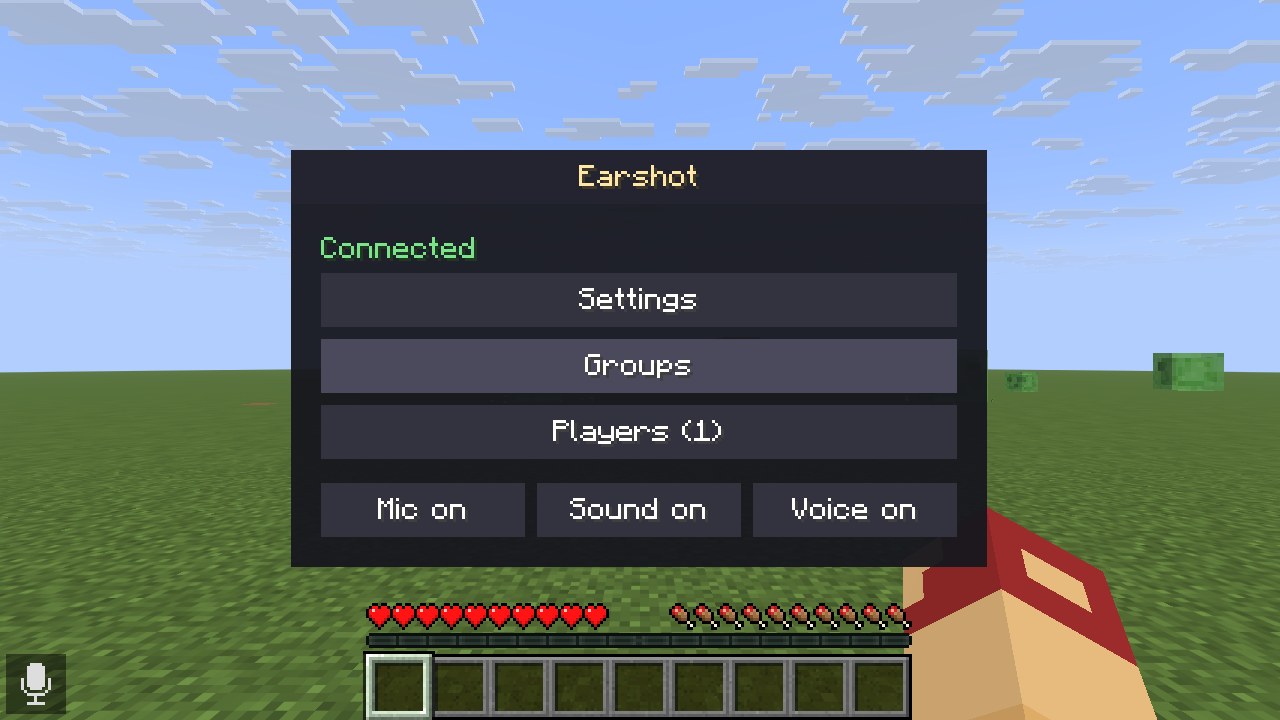 Earshot
Connected
Settings
Groups
Players (1)
Mic on
Sound on
Voice on